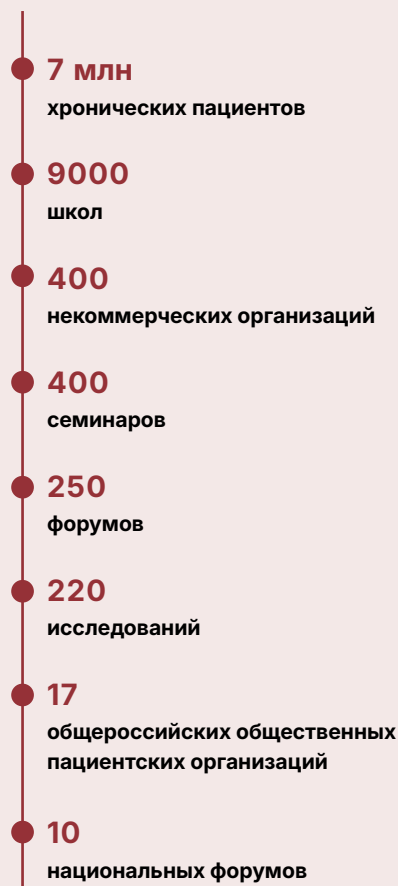 7 млн
хронических пациентов
9000
школ
400
некоммерческих организаций
400
семинаров
250
форумов
220
исследований
17
общероссийских общественных
пациентских организаций
10
национальных форумов